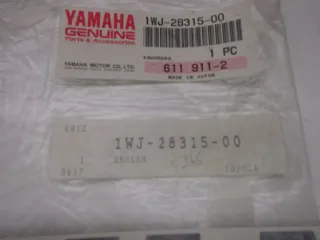 YAMAHA
GENUINE
Parts & Accessories
YAMAHA MOTOR CO., LTD.
1WJ-28315-00
1 PC
611 911-2
MADE IN JAPAN
1WJ-28315-00
1